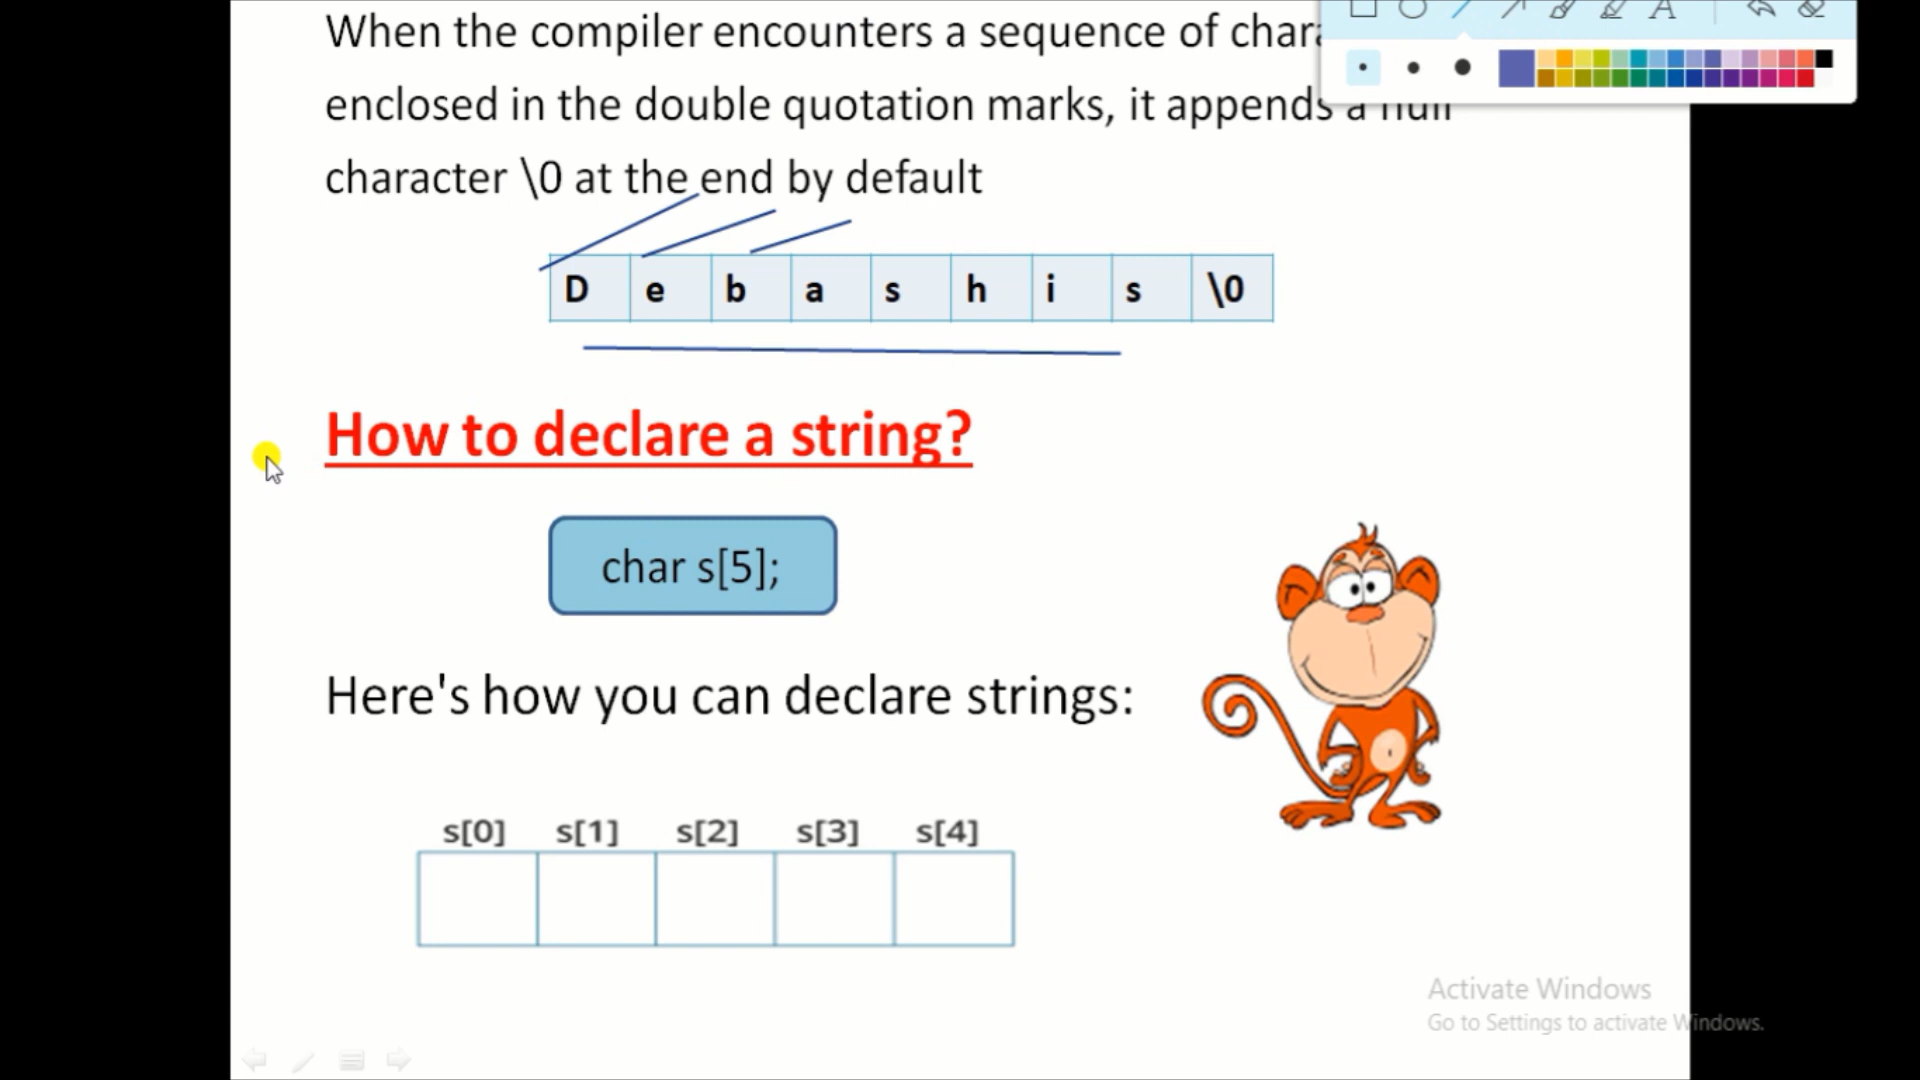 When the compiler encounters a sequence of
enclosed in the double quotation marks, it appends a null
character \0 at the end by default
D e b a s h i s \0
How to declare a string?
char s[5];
Here's how you can declare strings:
s[0] s[1] s[2] s[3] s[4]
Activate Windows
Go to Settings to activate Windows.